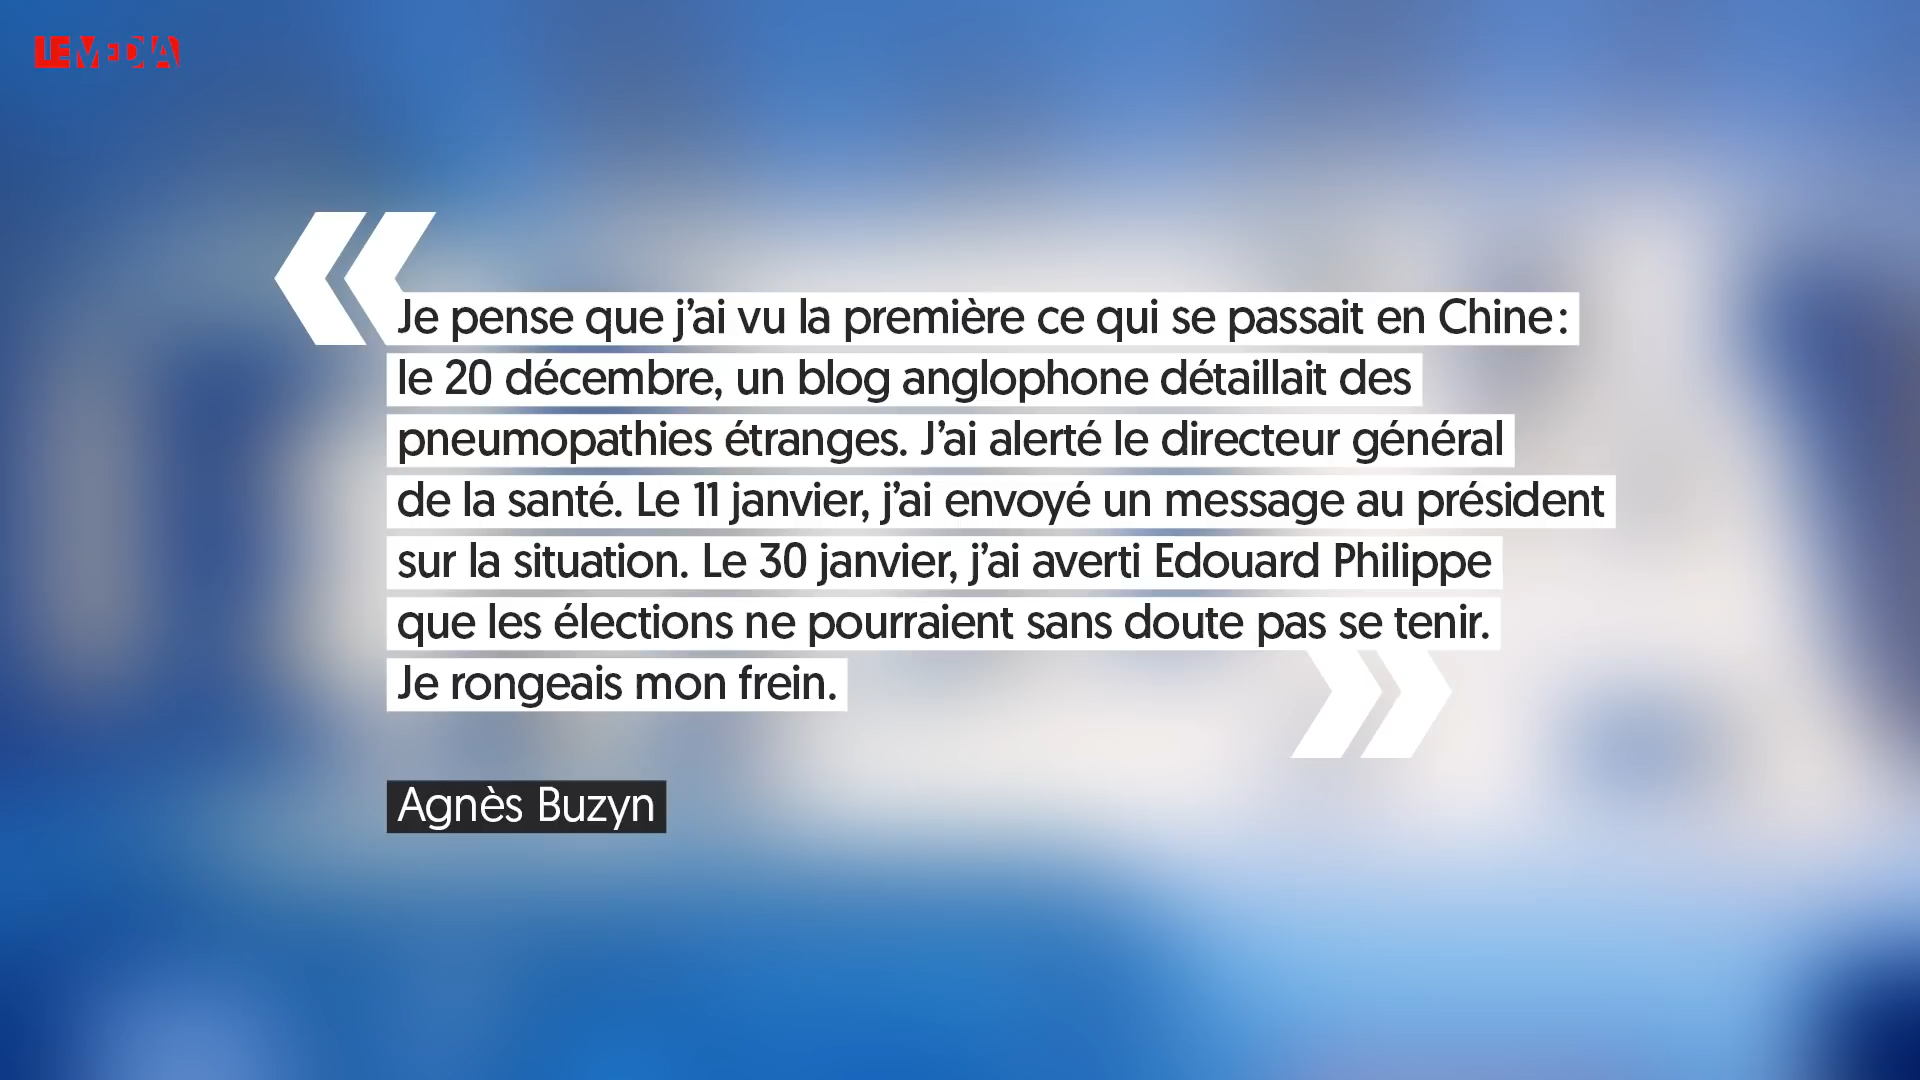 LE MEDIA
«
Je pense que j’ai vu la première ce qui se passait en Chine :
le 20 décembre, un blog anglophone détaillait des
pneumopathies étranges. J’ai alerté le directeur général
de la santé. Le 11 janvier, j’ai envoyé un message au président
sur la situation. Le 30 janvier, j’ai averti Edouard Philippe
que les élections ne pourraient sans doute pas se tenir.
Je rongeais mon frein.
»
Agnès Buzyn